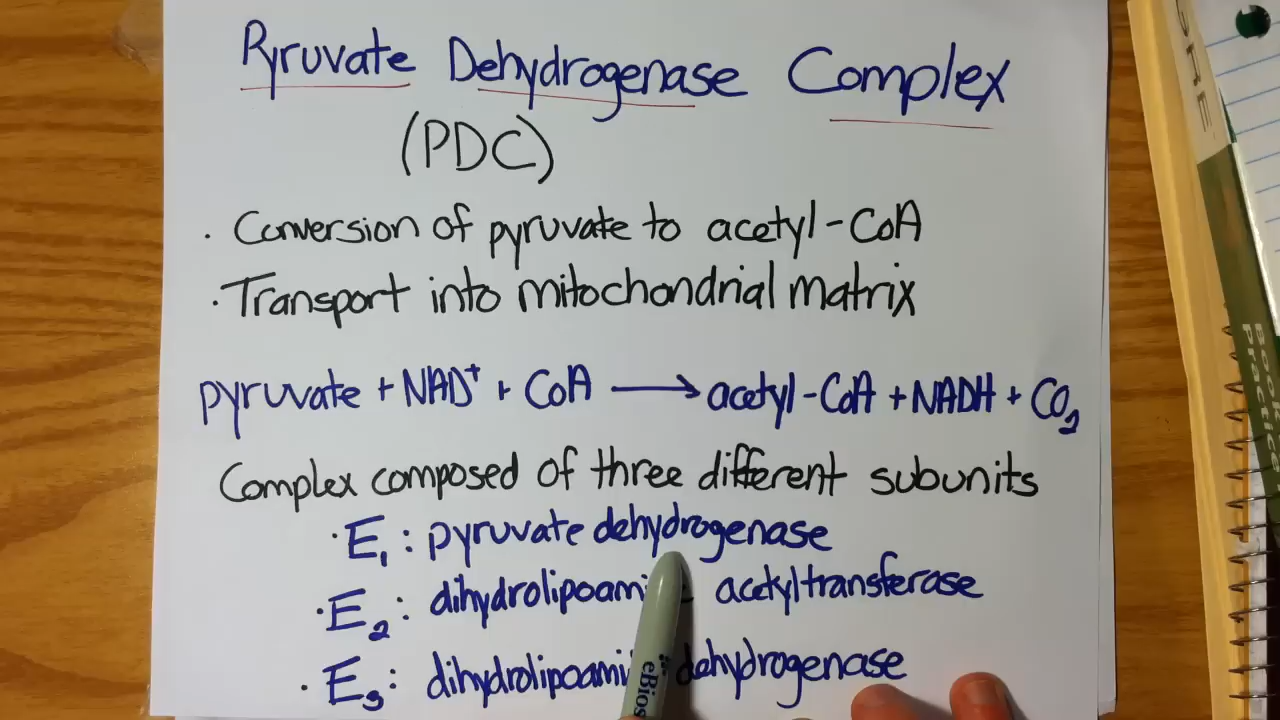 Pyruvate Dehydrogenase Complex
(PDC)
. Conversion of pyruvate to acetyl-CoA
. Transport into mitochondrial matrix
pyruvate + NAD+ + CoA → acetyl-CoA + NADH + CO2
Complex composed of three different subunits
. E1: pyruvate dehydrogenase
. E2: dihydrolipoami acetyltransferase
. E3: dihydrolipoami dehydrogenase
eBios